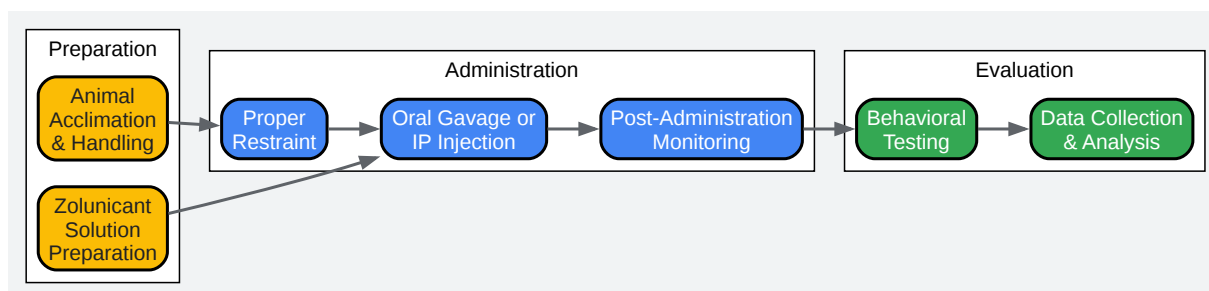 Preparation
Animal
Acclimation
& Handling
Zolunicant
Solution
Preparation
Administration
Proper
Restraint
Oral Gavage or
IP Injection
Post-Administration
Monitoring
Evaluation
Behavioral
Testing
Data Collection
& Analysis